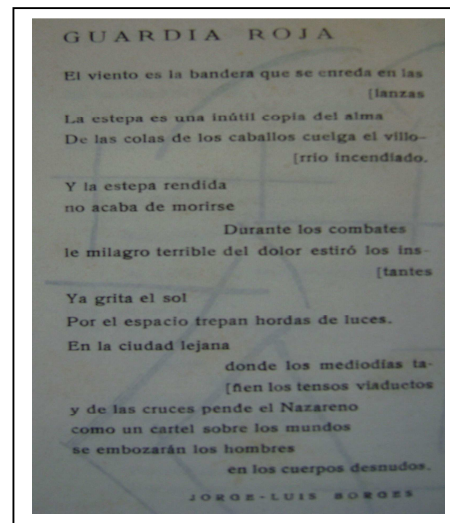 GUARDIA ROJA
El viento es la bandera que se enreda en las
[lanzas
La estepa es una inútil copia del alma
De las colas de los caballos cuelga el villo-
[rrio incendiado.
Y la estepa rendida
no acaba de morirse
Durante los combates
le milagro terrible del dolor estiró los ins-
[tantes
Ya grita el sol
Por el espacio trepan hordas de luces.
En la ciudad lejana
donde los mediodías ta-
[ñen los tensos viaductos
y de las cruces pende el Nazareno
como un cartel sobre los mundos
se embozarán los hombres
en los cuerpos desnudos.
JORGE-LUIS BORGES